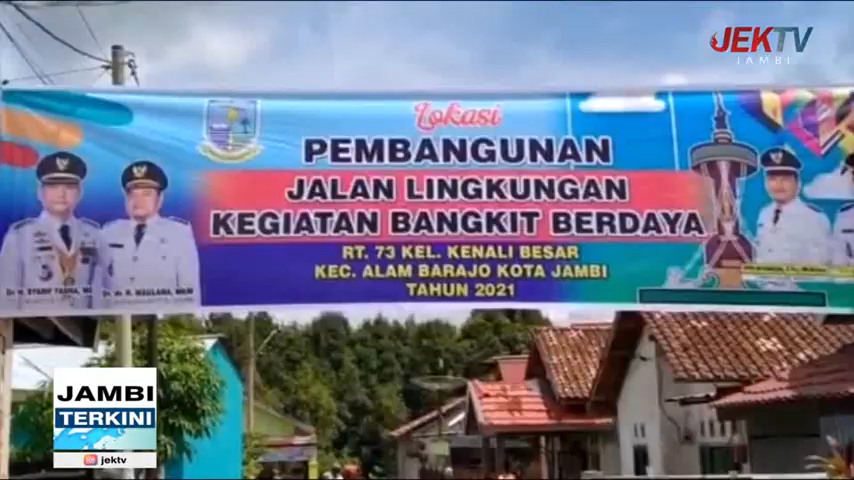 JEKTV
JAMBI
Lokasi
PEMBANGUNAN
JALAN LINGKUNGAN
KEGIATAN BANGKIT BERDAYA
RT. 73 KEL. KENALI BESAR
KEC. ALAM BARAJO KOTA JAMBI
TAHUN 2021
JAMBI
TERKINI
jektv